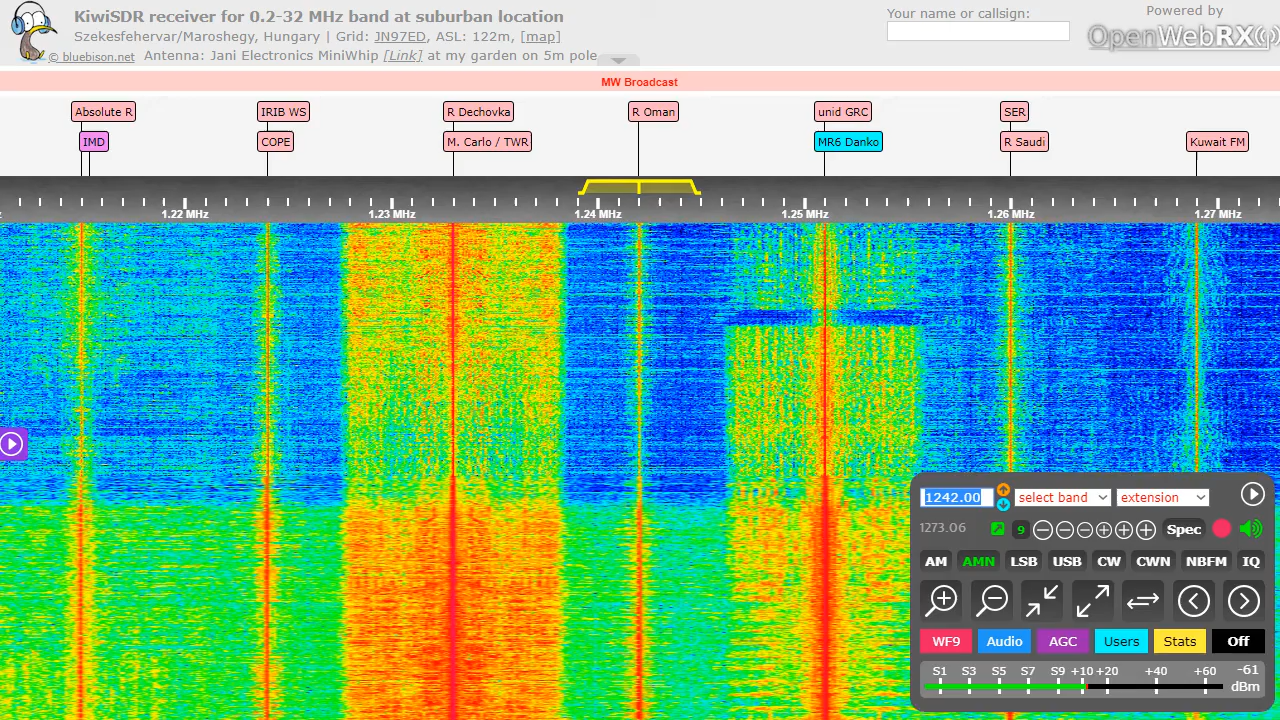 KiwiSDR receiver for 0.2-32 MHz band at suburban location
Szekesfehervar/Maroshegy, Hungary | Grid: JN97ED, ASL: 122m, [map]
© bluebison.net Antenna: Jani Electronics MiniWhip [Link] at my garden on 5m pole
Your name or callsign:
Powered by
OpenWebRX
MW Broadcast
Absolute R IRIB WS R Dechovka R Oman unid GRC SER
IMD COPE M. Carlo / TWR MR6 Danko R Saudi Kuwait FM
z 1.22 MHz 1.23 MHz 1.24 MHz 1.25 MHz 1.26 MHz 1.27 MHz
1242.00 select band extension
1273.06 9 Spec
AM AMN LSB USB CW CWN NBFM IQ
WF9 Audio AGC Users Stats Off
S1 S3 S5 S7 S9 +10 +20 +40 +60 -61
dBm